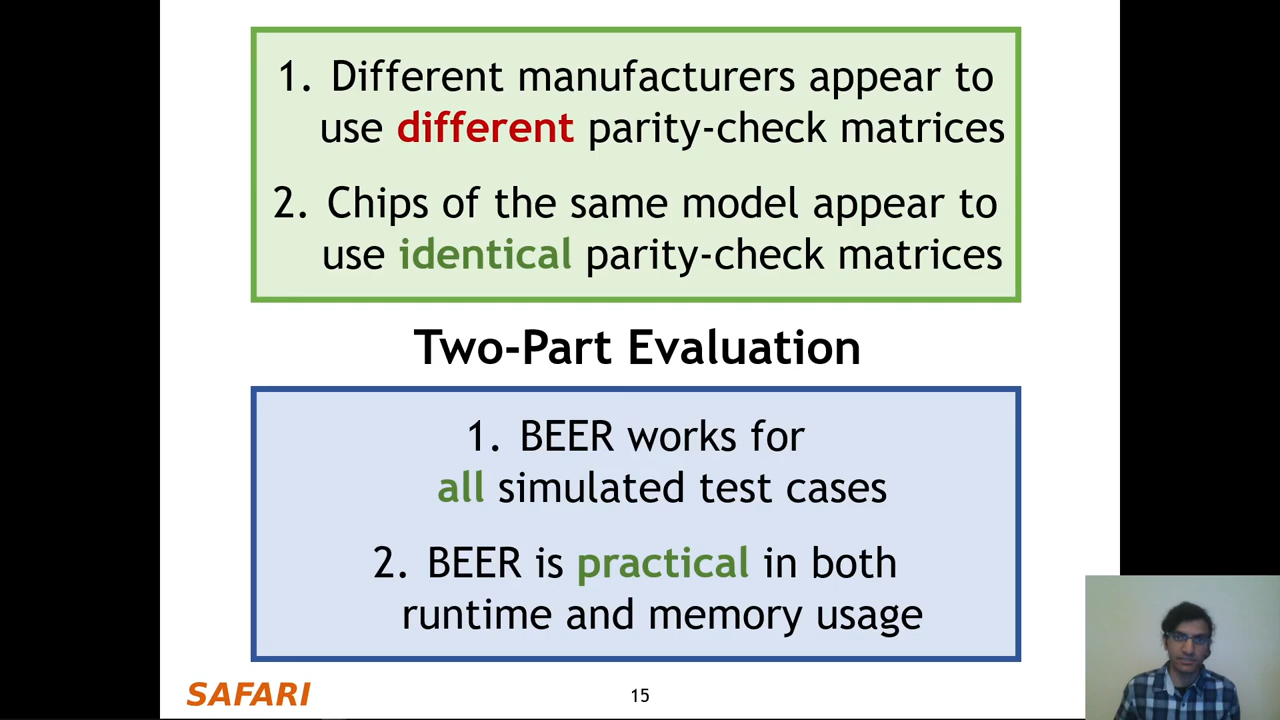 1. Different manufacturers appear to
use different parity-check matrices
2. Chips of the same model appear to
use identical parity-check matrices
Two-Part Evaluation
1. BEER works for
all simulated test cases
2. BEER is practical in both
runtime and memory usage
SAFARI
15